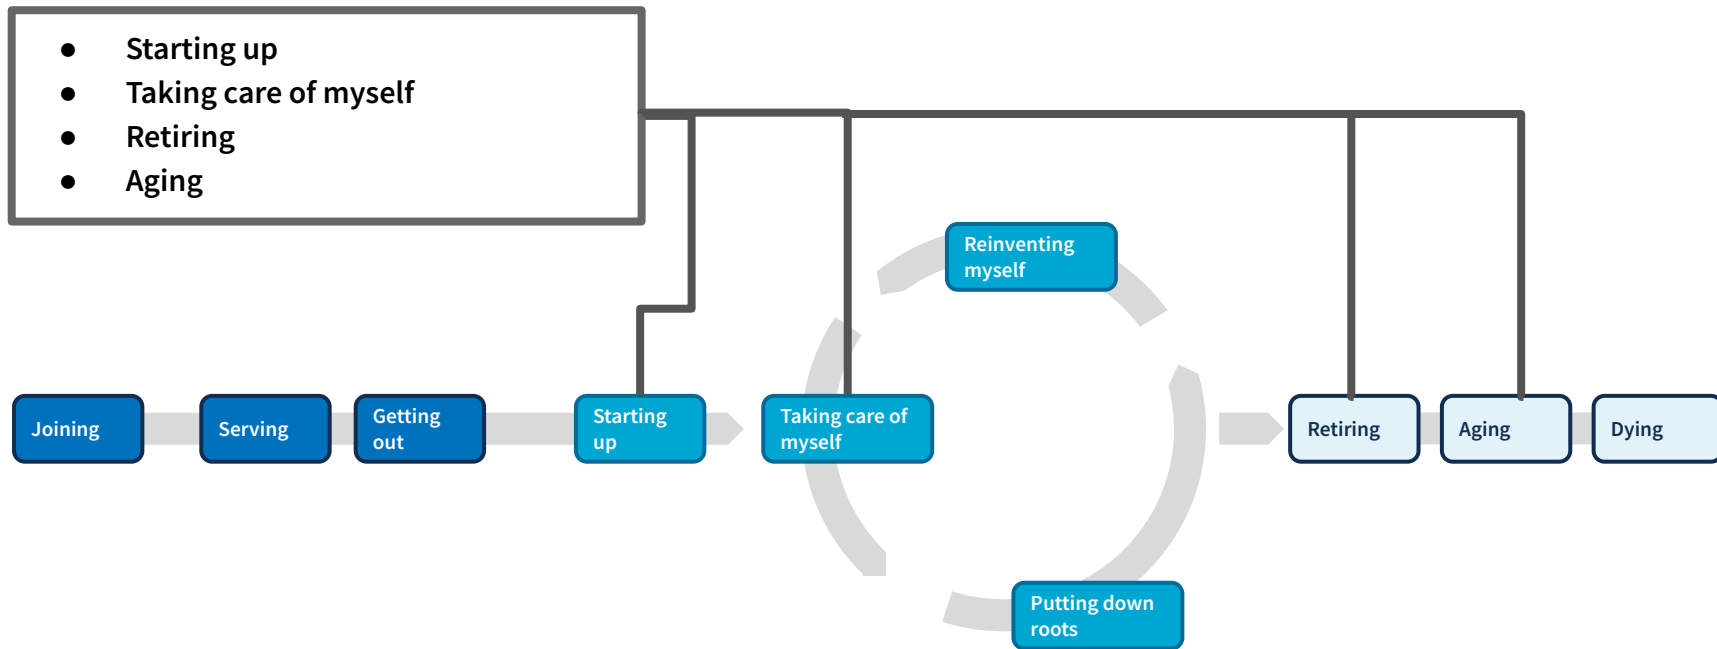 ● Starting up
● Taking care of myself
● Retiring
● Aging
Reinventing
myself
Joining
Serving
Getting
out
Starting
up
Taking care of
myself
Retiring
Aging
Dying
Putting down
roots